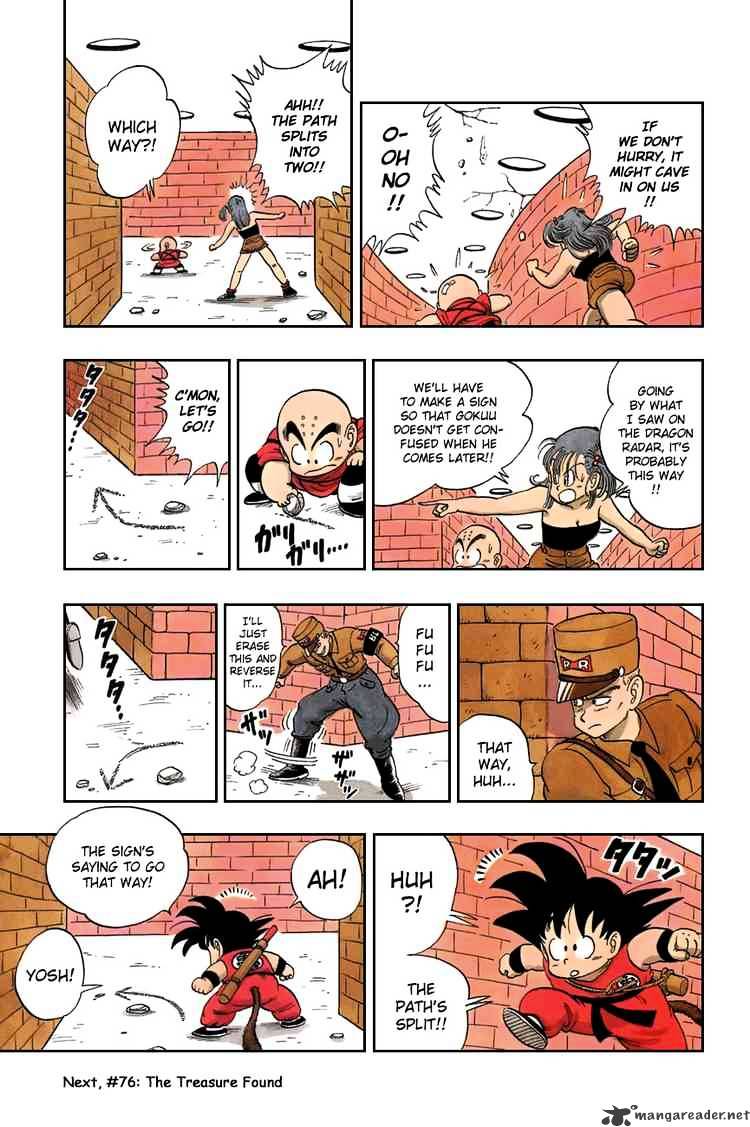 IF
WE DON'T
HURRY, IT
MIGHT CAVE
IN ON US
!!
O-
OH
NO
!!
AHH!!
THE PATH
SPLITS
INTO
TWO!!
WHICH
WAY?!
GOING
BY WHAT
I SAW ON
THE DRAGON
RADAR, IT'S
PROBABLY
THIS WAY
!!
WE'LL HAVE
TO MAKE A SIGN
SO THAT GOKUU
DOESN'T GET CON-
FUSED WHEN HE
COMES LATER!!
ガリ
ガリ....
C'MON,
LET'S
GO!!
タタタ...
RR
THAT
WAY,
HUH...
FU
FU
FU
...
I'LL
JUST
ERASE
THIS AND
REVERSE
IT...
ザッ
ザッ
タタタ...
タタッ
HUH
?!
THE
PATH'S
SPLIT!!
AH!
THE SIGN'S
SAYING TO GO
THAT WAY!
YOSH!
Next, #76: The Treasure Found
mangareader.net